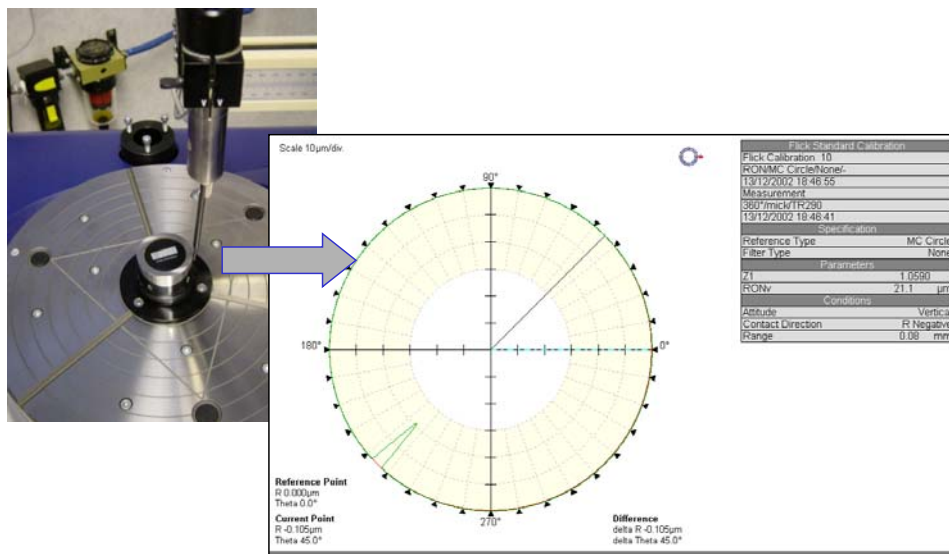 Scale 10µm/div.
90°
180°
0°
270°
Reference Point
R 0.000µm
Theta 0.0°
Current Point
R -0.105µm
Theta 45.0°
Difference
delta R -0.105µm
delta Theta 45.0°
Flick Standard Calibration
Flick Calibration 10
RON/MC Circle/None/-
13/12/2002 18:46:55
Measurement
360°/mick/TR290
13/12/2002 18:46:41
Specification
Reference Type MC Circle
Filter Type None
Parameters
Z1 1.0590
RONv 21.1 µm
Conditions
Attitude Vertical
Contact Direction R Negative
Range 0.08 mm